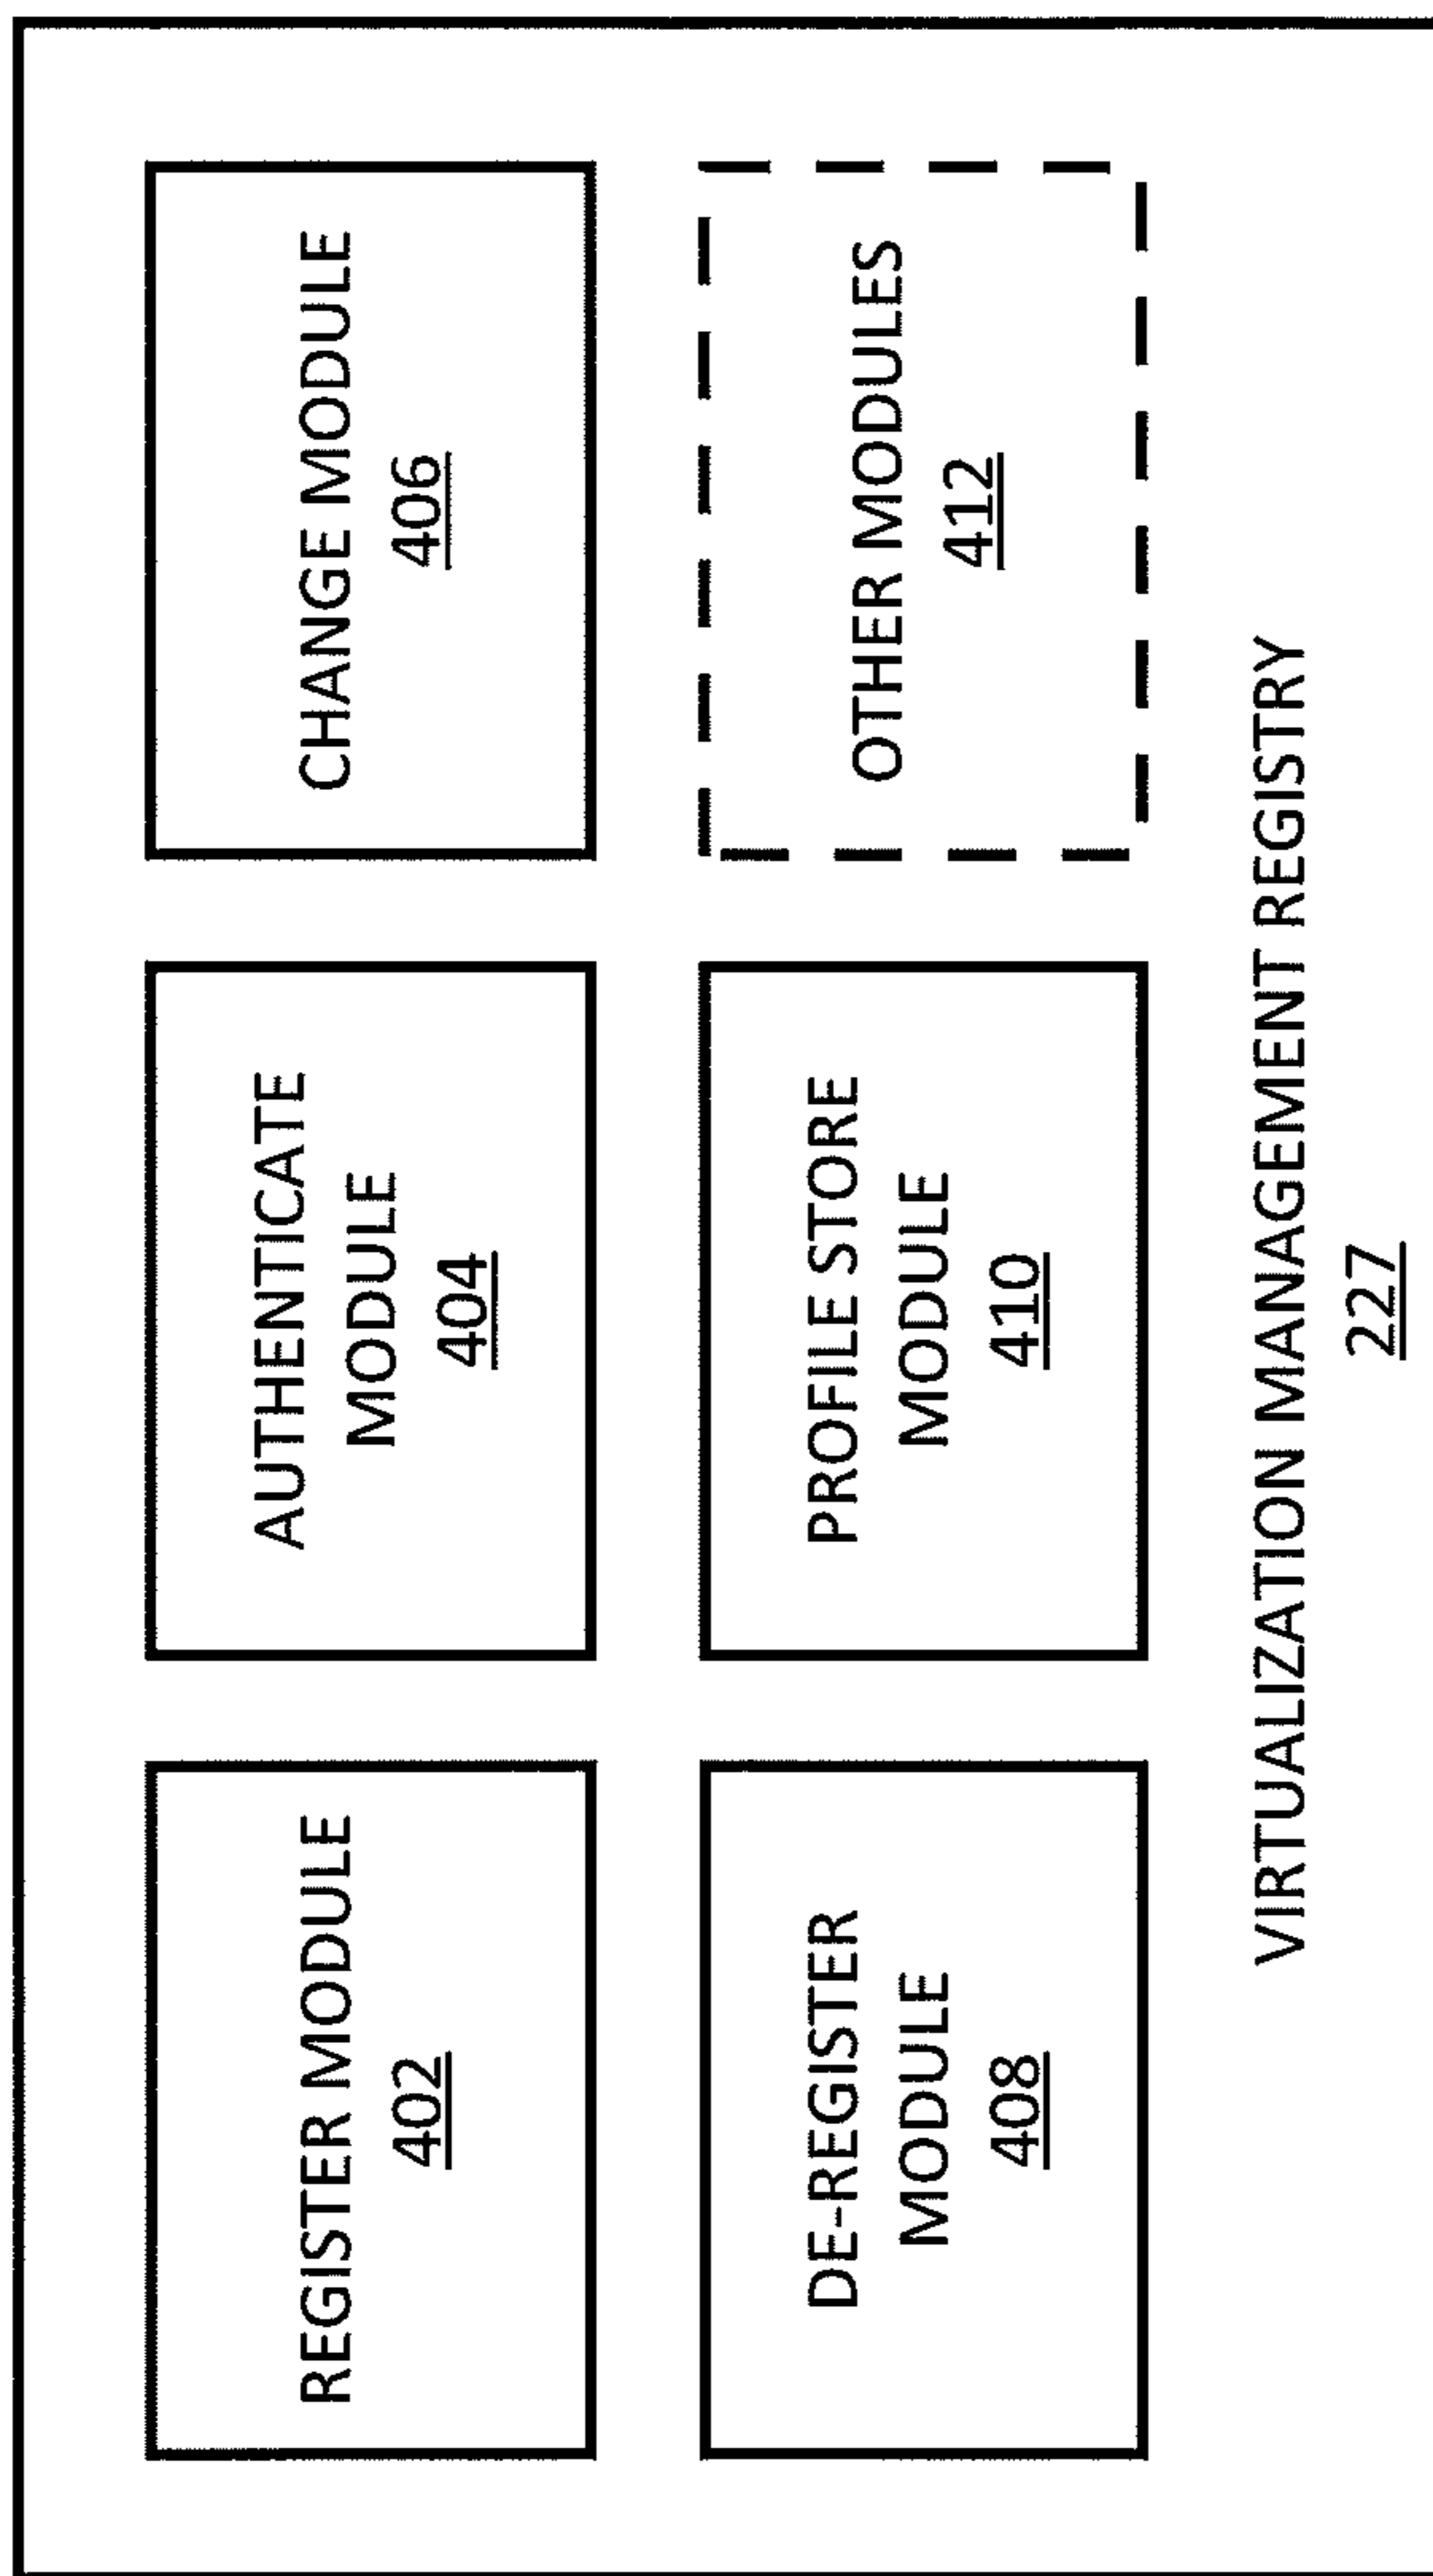 REGISTER MODULE
402
AUTHENTICATE
MODULE
404
CHANGE MODULE
406
DE-REGISTER
MODULE
408
PROFILE STORE
MODULE
410
OTHER MODULES
412
VIRTUALIZATION MANAGEMENT REGISTRY
227